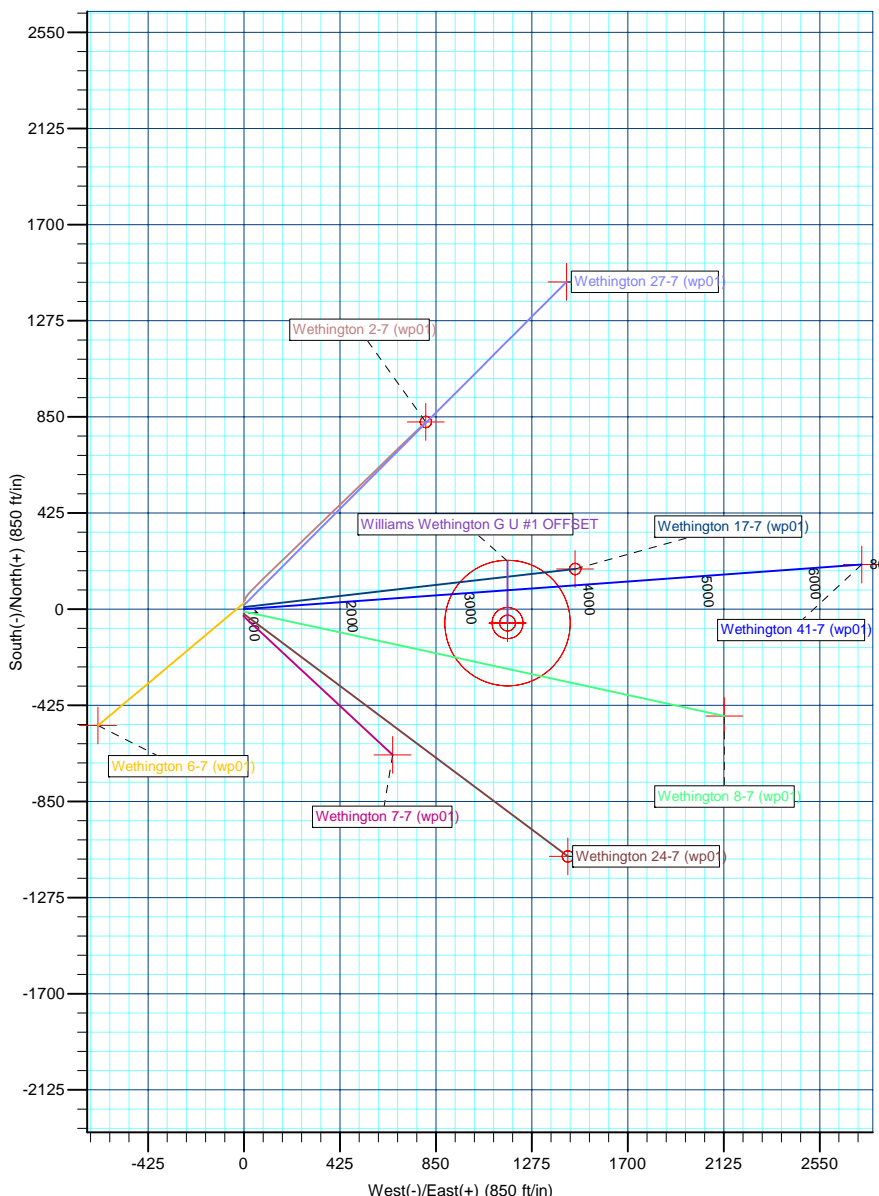 2550
2125
1700
1275
850
425
0
-425
-850
-1275
-1700
-2125
South(-)/North(+) (850 ft/in)
Wethington 27-7 (wp01)
Wethington 2-7 (wp01)
Williams Wethington G U #1 OFFSET
Wethington 17-7 (wp01)
1000
2000
3000
4000
5000
6000
Wethington 41-7 (wp01)
Wethington 6-7 (wp01)
Wethington 7-7 (wp01)
Wethington 8-7 (wp01)
Wethington 24-7 (wp01)
-425 0 425 850 1275 1700 2125 2550
West(-)/East(+) (850 ft/in)